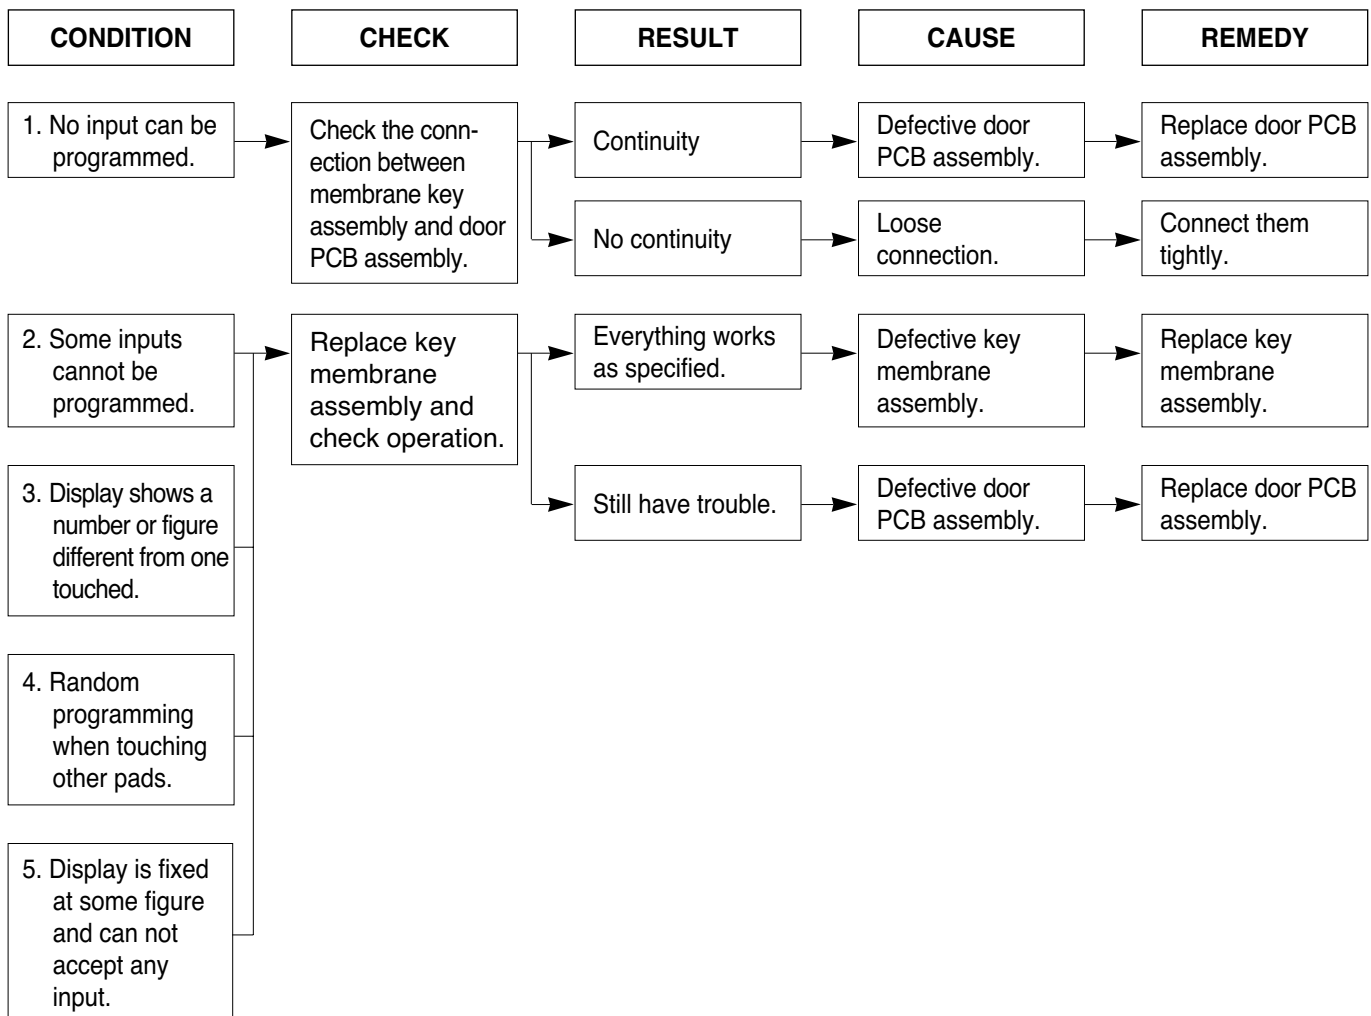 CONDITION
CHECK
RESULT
CAUSE
REMEDY
1. No input can be
programmed.
Check the conn-
ection between
membrane key
assembly and door
PCB assembly.
Continuity
Defective door
PCB assembly.
Replace door PCB
assembly.
No continuity
Loose
connection.
Connect them
tightly.
2. Some inputs
cannot be
programmed.
Replace key
membrane
assembly and
check operation.
Everything works
as specified.
Defective key
membrane
assembly.
Replace key
membrane
assembly.
Still have trouble.
Defective door
PCB assembly.
Replace door PCB
assembly.
3. Display shows a
number or figure
different from one
touched.
4. Random
programming
when touching
other pads.
5. Display is fixed
at some figure
and can not
accept any
input.